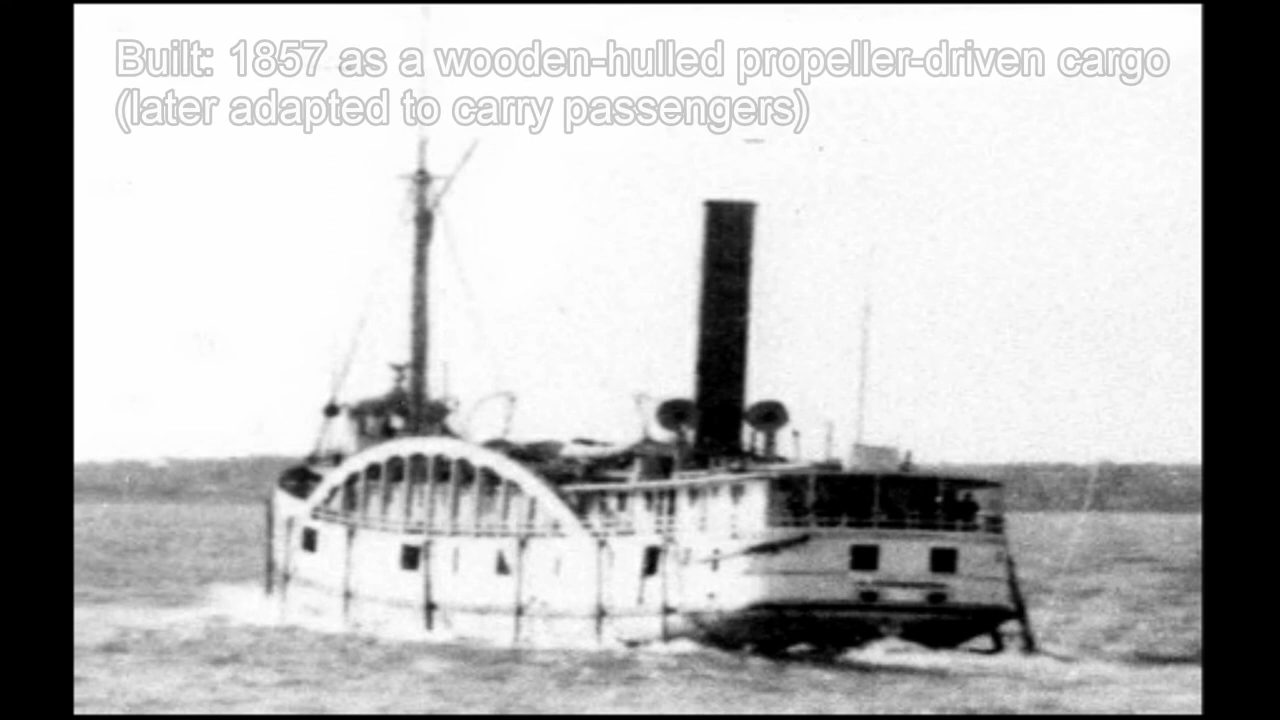 Built: 1857 as a wooden-hulled propeller-driven cargo
(later adapted to carry passengers)